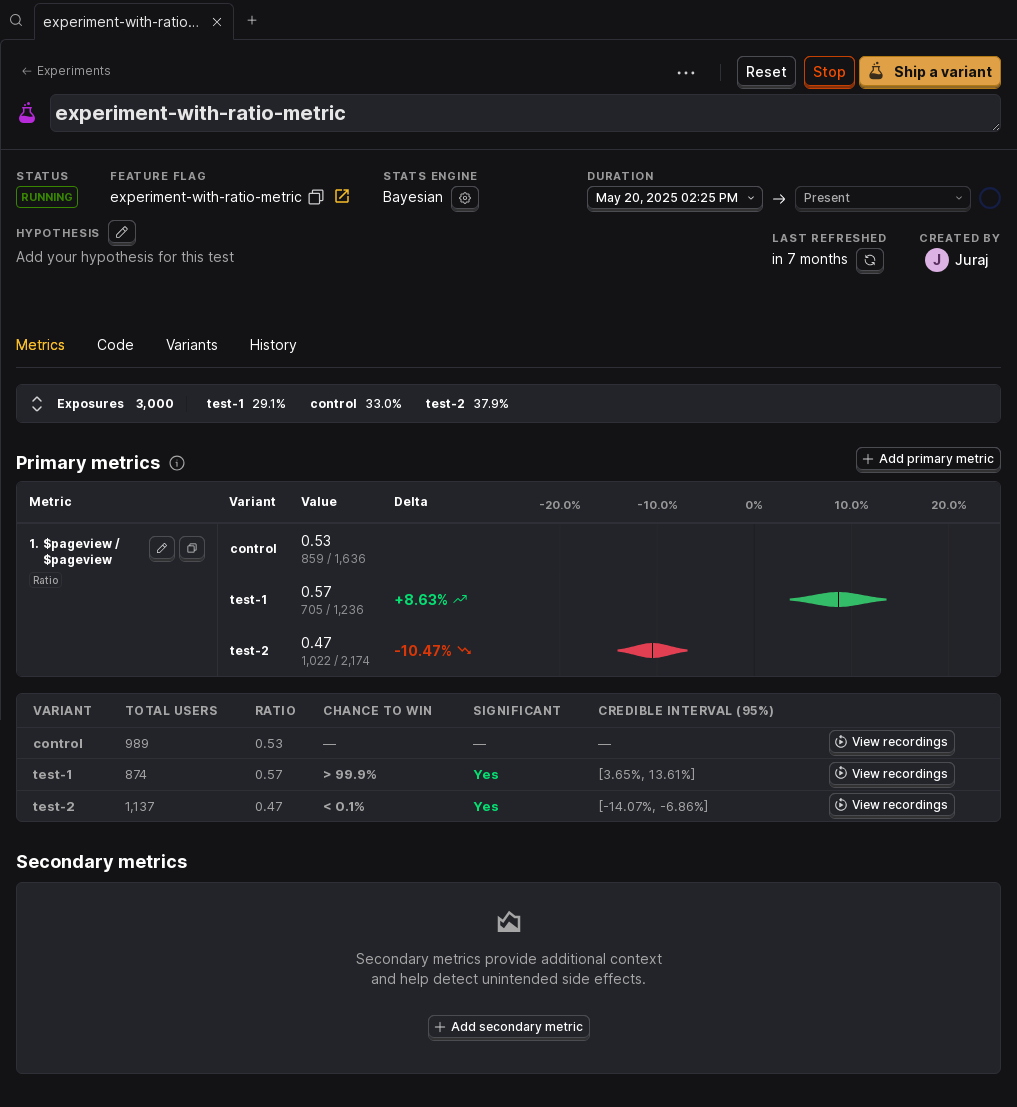 experiment-with-ratio...
Experiments
Reset
Stop
Ship a variant
experiment-with-ratio-metric
STATUS
RUNNING
FEATURE FLAG
experiment-with-ratio-metric
STATS ENGINE
Bayesian
DURATION
May 20, 2025 02:25 PM
Present
HYPOTHESIS
Add your hypothesis for this test
LAST REFRESHED
in 7 months
CREATED BY
J
Juraj
Metrics
Code
Variants
History
Exposures 3,000 test-1 29.1% control 33.0% test-2 37.9%
Primary metrics
Add primary metric
Metric Variant Value Delta -20.0% -10.0% 0% 10.0% 20.0%
1. $pageview /
$pageview
Ratio
control 0.53
859 / 1,636
test-1 0.57 +8.63%
705 / 1,236
test-2 0.47 -10.47%
1,022 / 2,174
VARIANT TOTAL USERS RATIO CHANCE TO WIN SIGNIFICANT CREDIBLE INTERVAL (95%)
control 989 0.53 — — — View recordings
test-1 874 0.57 > 99.9% Yes [3.65%, 13.61%] View recordings
test-2 1,137 0.47 < 0.1% Yes [-14.07%, -6.86%] View recordings
Secondary metrics
Secondary metrics provide additional context
and help detect unintended side effects.
Add secondary metric